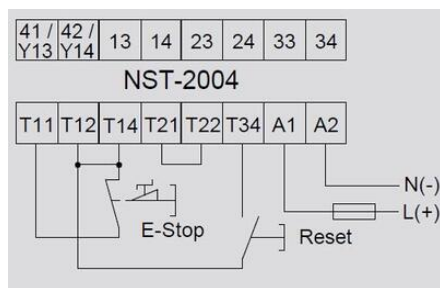 41 / 42 / 13 14 23 24 33 34
Y13 Y14
NST-2004
T11 T12 T14 T21 T22 T34 A1 A2
N(-)
L(+)
E-Stop Reset